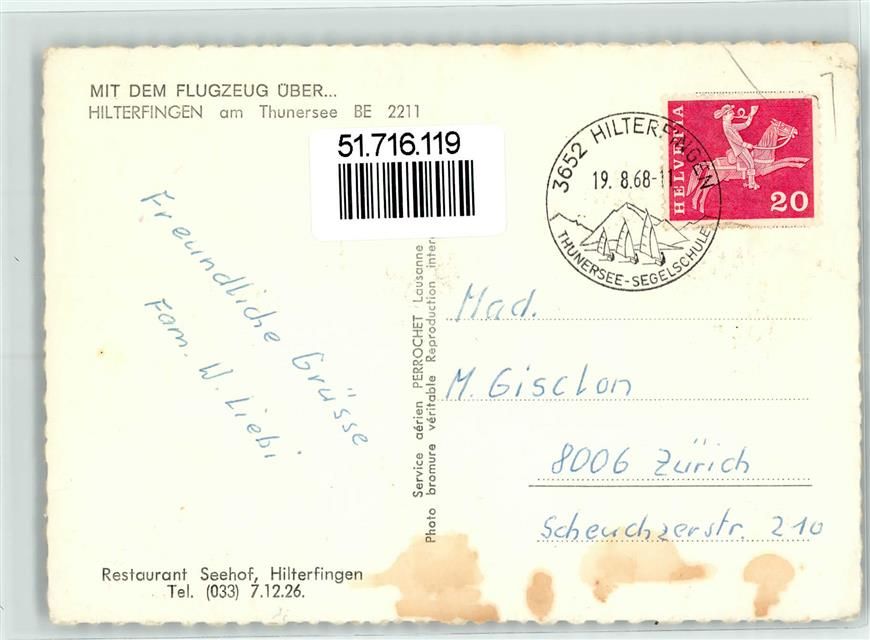 MIT DEM FLUGZEUG ÜBER...
HILTERFINGEN am Thunersee BE 2211
51.716.119
3652 HILTERFINGEN
19. 8.68-11
THUNERSEE-SEGELSCHULE
HELVETIA
20
Freundliche Grüsse
Fam. W. Liebi
Service aérien PERROCHET Lausanne
Photo bromure véritable Reproduction inter
Mad.
M. Gisclon
8006 Zürich
Scheuchzerstr. 210
Restaurant Seehof, Hilterfingen
Tel. (033) 7.12.26.